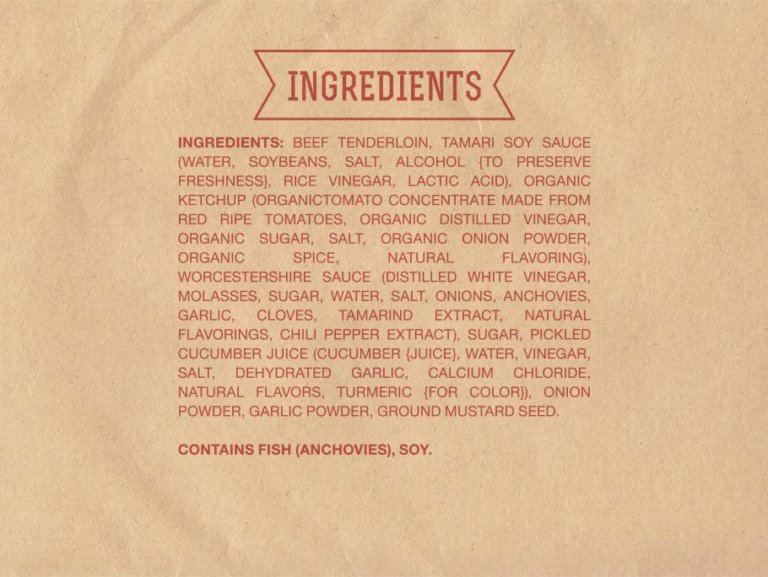 INGREDIENTS
INGREDIENTS: BEEF TENDERLOIN, TAMARI SOY SAUCE
(WATER, SOYBEANS, SALT, ALCOHOL {TO PRESERVE
FRESHNESS}, RICE VINEGAR, LACTIC ACID), ORGANIC
KETCHUP (ORGANICTOMATO CONCENTRATE MADE FROM
RED RIPE TOMATOES, ORGANIC DISTILLED VINEGAR,
ORGANIC SUGAR, SALT, ORGANIC ONION POWDER,
ORGANIC SPICE, NATURAL FLAVORING),
WORCESTERSHIRE SAUCE (DISTILLED WHITE VINEGAR,
MOLASSES, SUGAR, WATER, SALT, ONIONS, ANCHOVIES,
GARLIC, CLOVES, TAMARIND EXTRACT, NATURAL
FLAVORINGS, CHILI PEPPER EXTRACT), SUGAR, PICKLED
CUCUMBER JUICE (CUCUMBER {JUICE}, WATER, VINEGAR,
SALT, DEHYDRATED GARLIC, CALCIUM CHLORIDE,
NATURAL FLAVORS, TURMERIC {FOR COLOR}), ONION
POWDER, GARLIC POWDER, GROUND MUSTARD SEED.
CONTAINS FISH (ANCHOVIES), SOY.